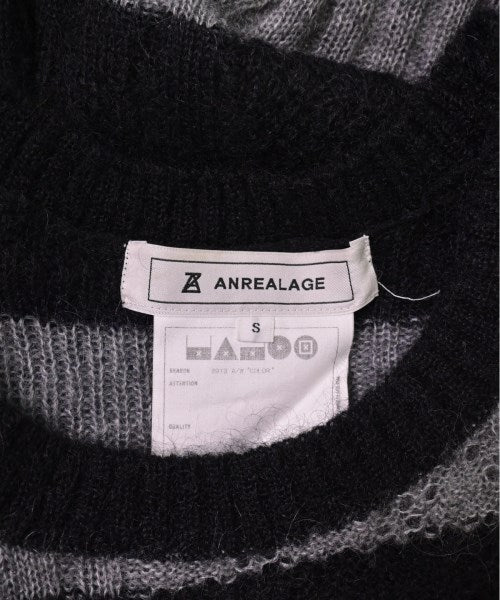 ANREALAGE
S
SEASON 2013 A/W "COLOR"
ATTENTION
QUALITY